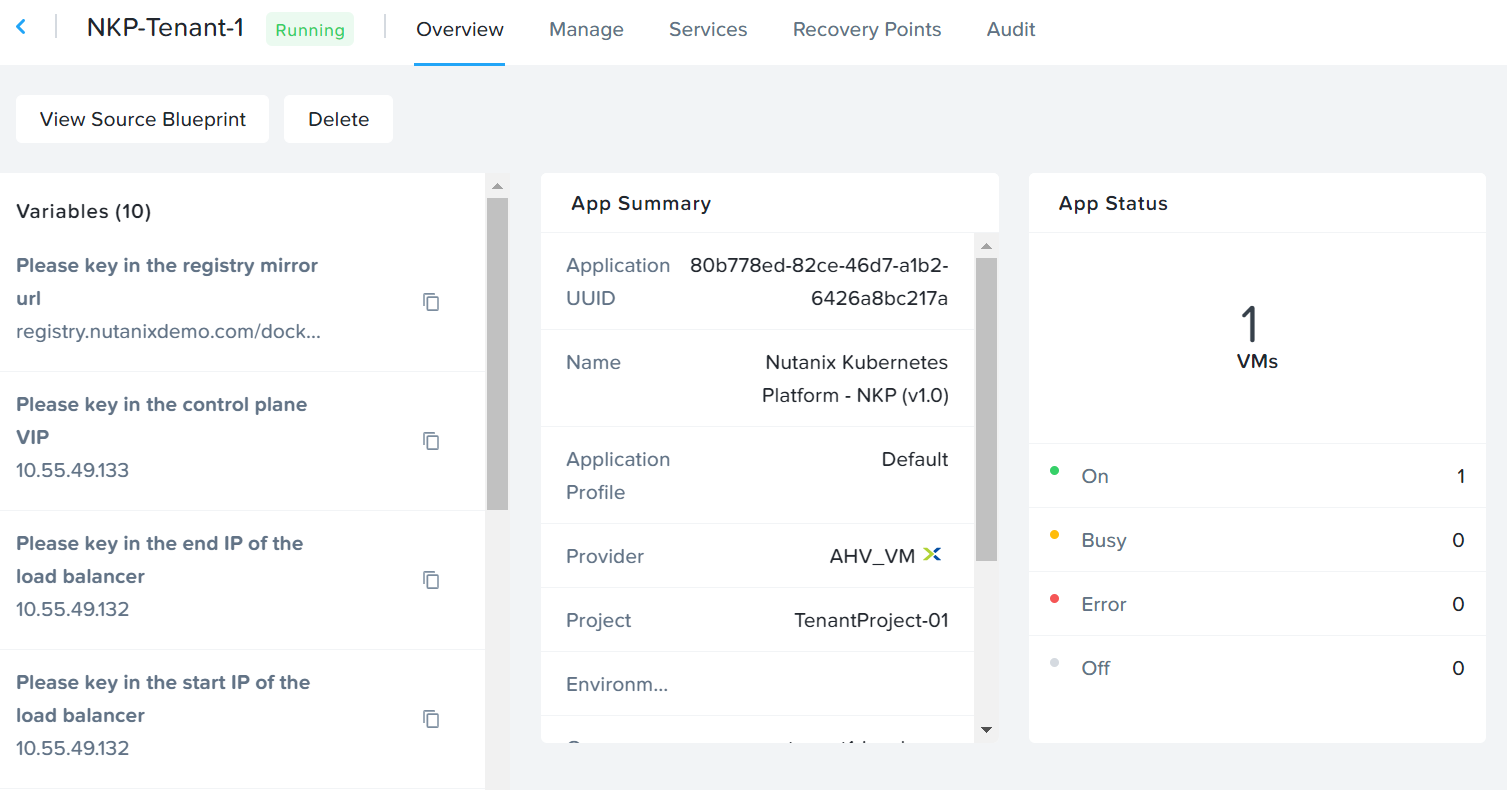 NKP-Tenant-1 Running Overview Manage Services Recovery Points Audit
View Source Blueprint Delete
Variables (10)
Please key in the registry mirror
url
registry.nutanixdemo.com/dock...
Please key in the control plane
VIP
10.55.49.133
Please key in the end IP of the
load balancer
10.55.49.132
Please key in the start IP of the
load balancer
10.55.49.132
App Summary
Application 80b778ed-82ce-46d7-a1b2-
UUID 6426a8bc217a
Name Nutanix Kubernetes
Platform - NKP (v1.0)
Application Default
Profile
Provider AHV_VM
Project TenantProject-01
Environm...
App Status
1
VMs
On 1
Busy 0
Error 0
Off 0